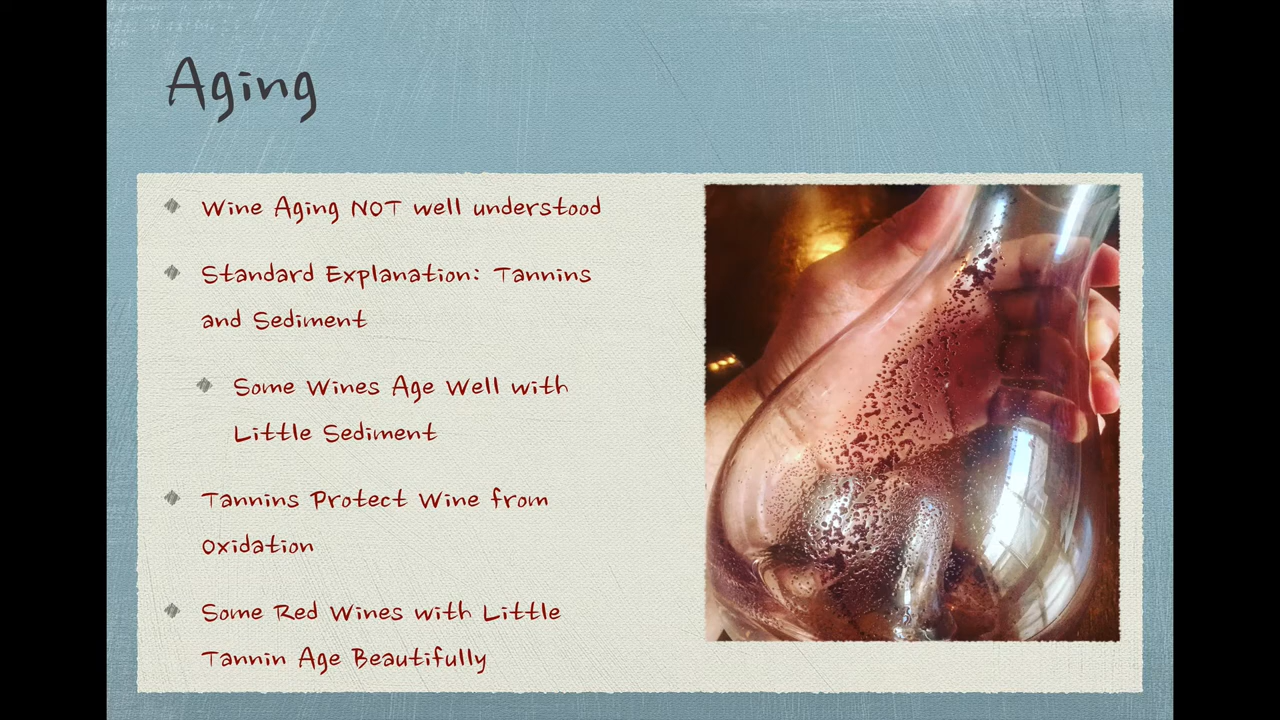 Aging
Wine Aging NOT well understood
Standard Explanation: Tannins
and Sediment
Some Wines Age Well with
Little Sediment
Tannins Protect Wine from
Oxidation
Some Red Wines with Little
Tannin Age Beautifully